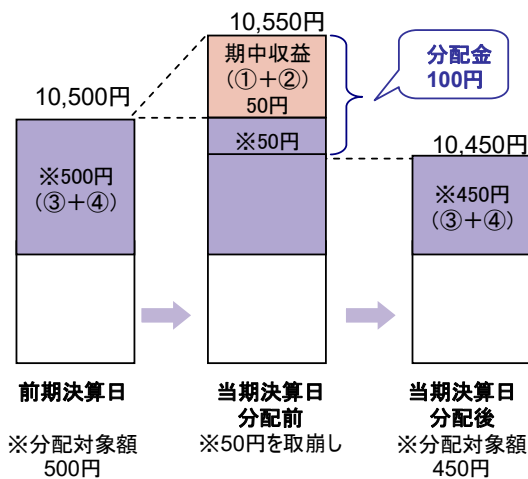 10,500円
※500円
(③+④)
前期決算日
※分配対象額
500円
10,550円
期中収益
(①+②)
50円
※50円
分配金
100円
当期決算日
分配前
※50円を取崩し
10,450円
※450円
(③+④)
当期決算日
分配後
※分配対象額
450円